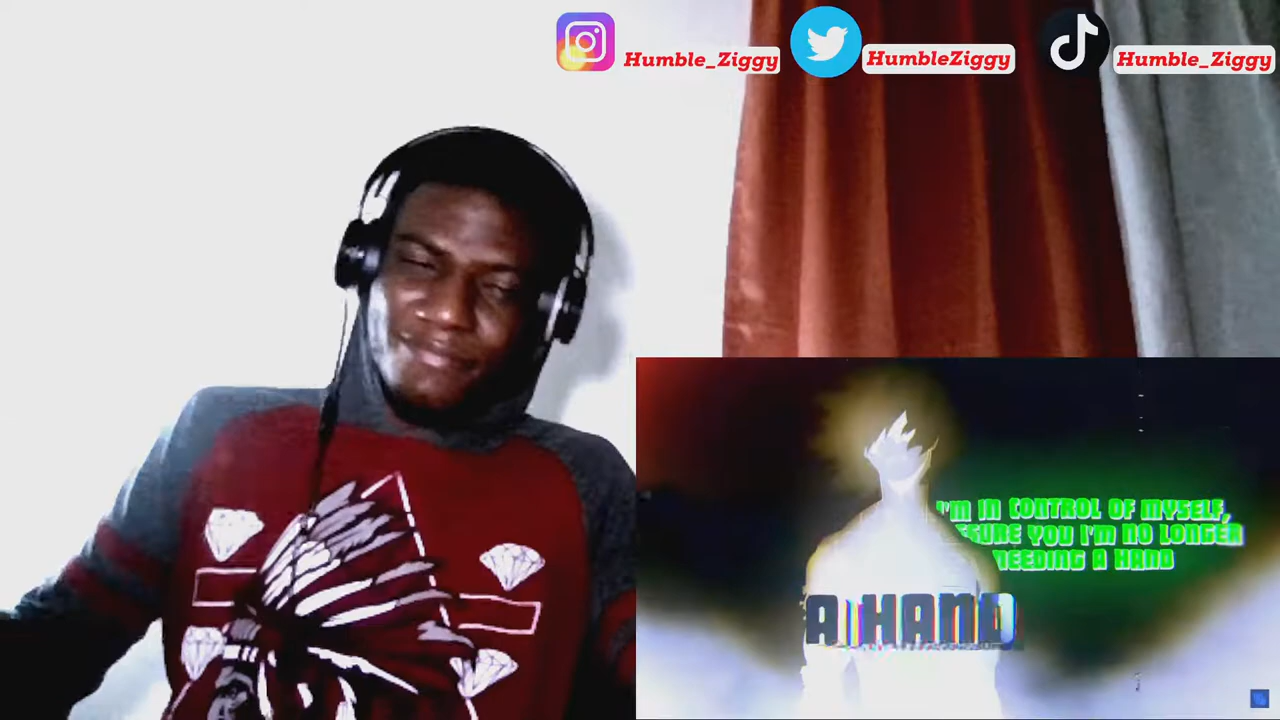 Humble_Ziggy
HumbleZiggy
Humble_Ziggy
I'M IN CONTROL OF MYSELF,
YOU I'M NO LONGER
NEEDING A HAND
A HAND